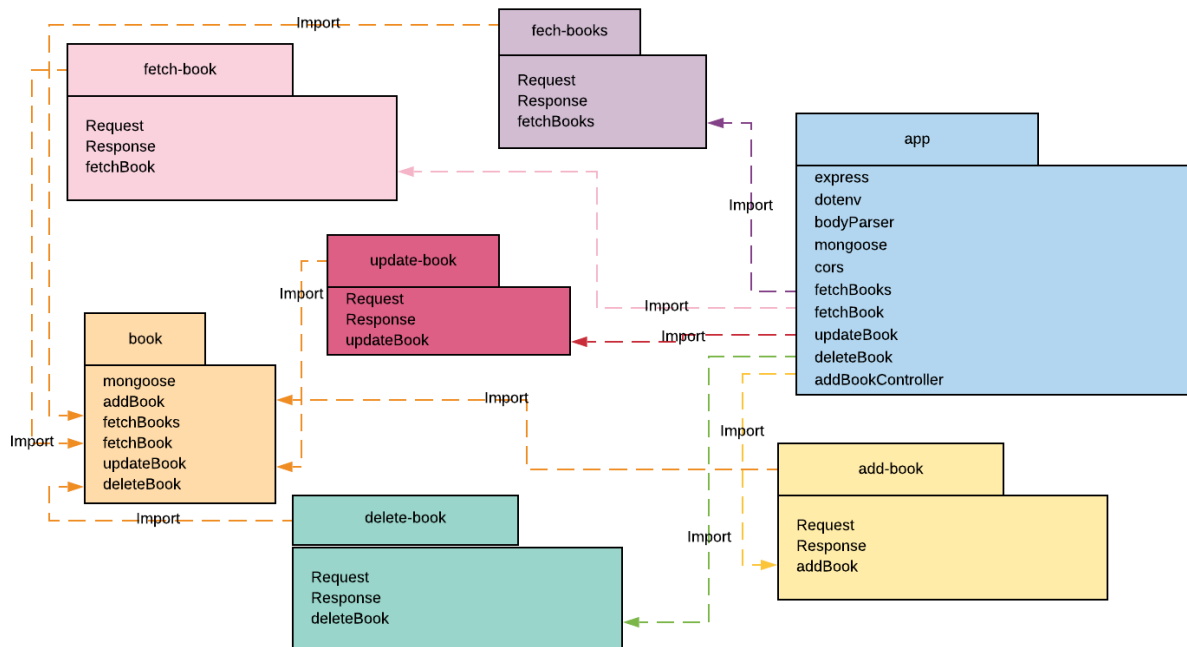 Import
fech-books
Request
Response
fetchBooks
fetch-book
Request
Response
fetchBook
app
express
dotenv
bodyParser
mongoose
cors
fetchBooks
fetchBook
updateBook
deleteBook
addBookController
Import
Import
Import
update-book
Request
Response
updateBook
Import
book
mongoose
addBook
fetchBooks
fetchBook
updateBook
deleteBook
Import
Import
Import
add-book
Request
Response
addBook
Import
Import
delete-book
Request
Response
deleteBook